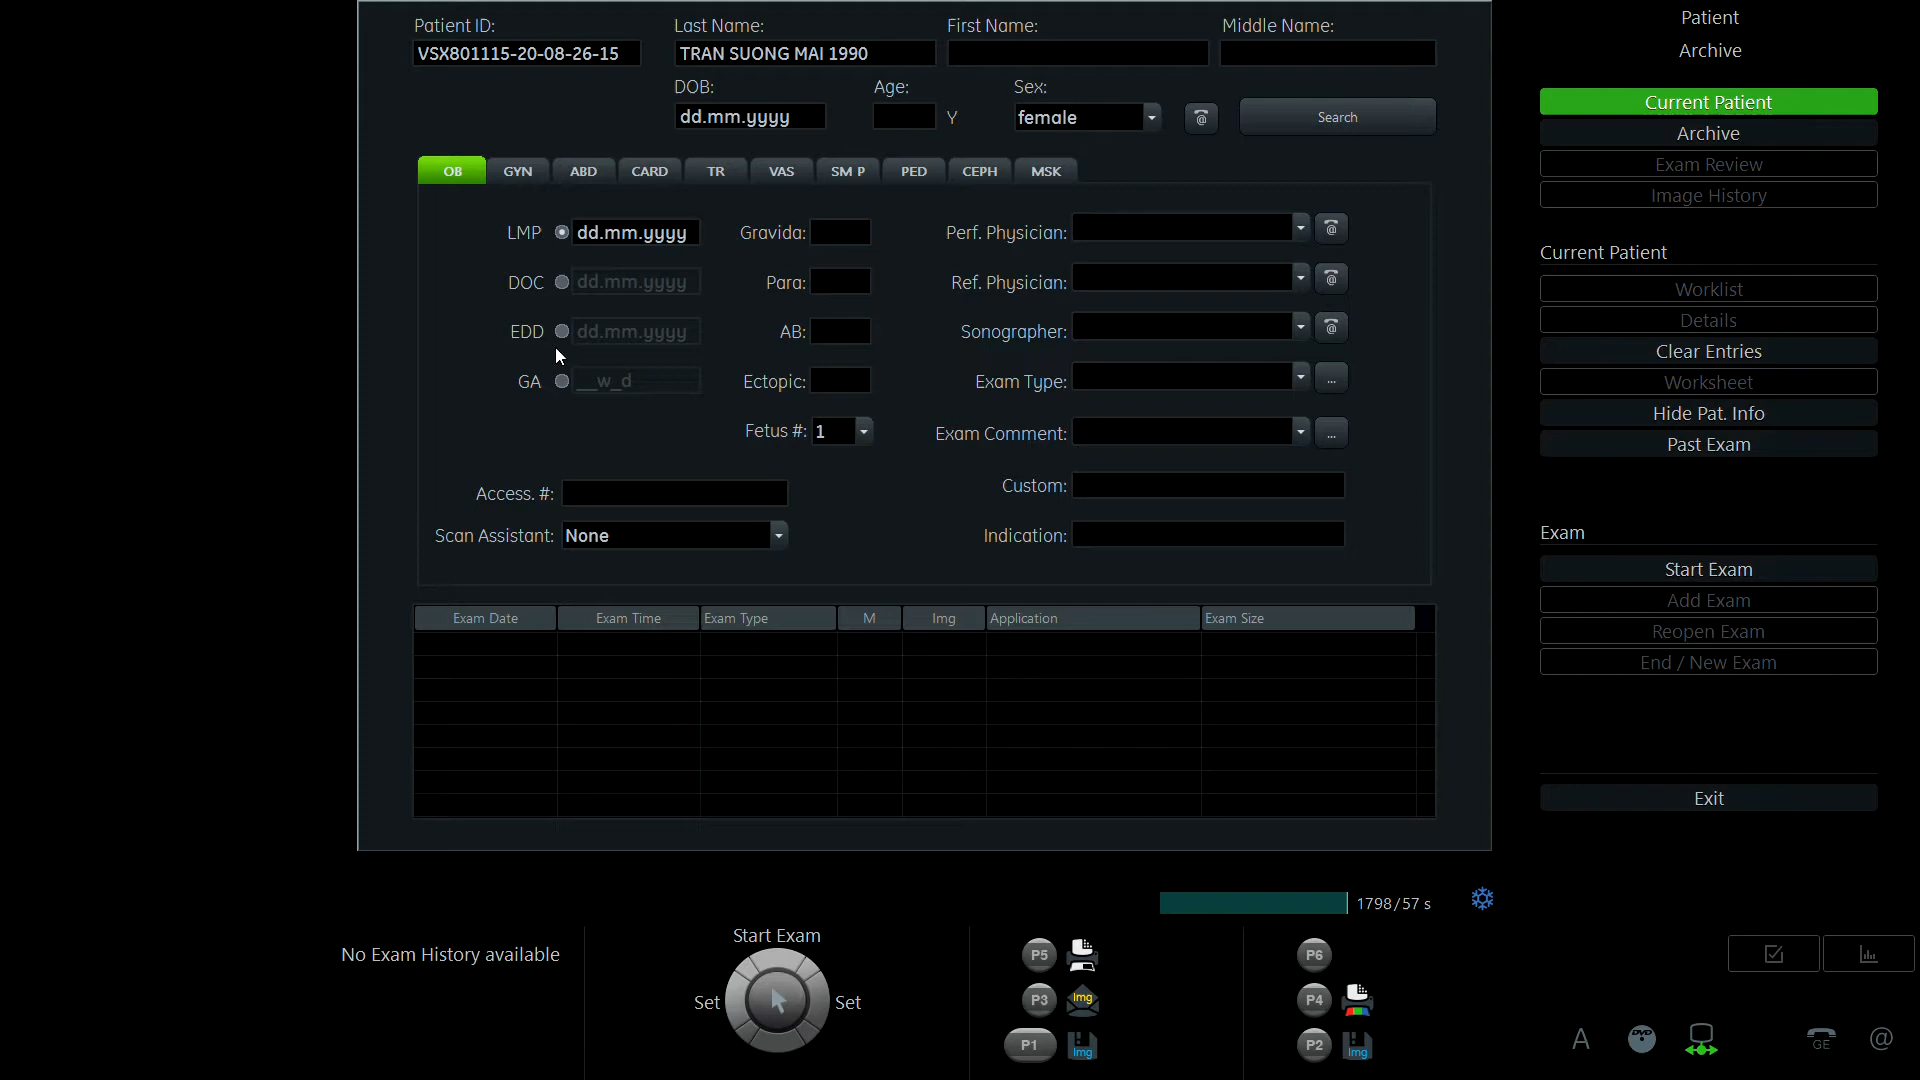 Patient ID: Last Name: First Name: Middle Name:
VSX801115-20-08-26-15 TRAN SUONG MAI 1990
DOB: Age: Sex:
dd.mm.yyyy Y female @ Search
OB GYN ABD CARD TR VAS SM P PED CEPH MSK
LMP dd.mm.yyyy Gravida: Perf. Physician: @
DOC dd.mm.yyyy Para: Ref. Physician: @
EDD dd.mm.yyyy AB: Sonographer: @
GA __w_d Ectopic: Exam Type: ...
Fetus #: 1 Exam Comment: ...
Access. #: Custom:
Scan Assistant: None Indication:
Exam Date Exam Time Exam Type M Img Application Exam Size
Patient
Archive
Current Patient
Archive
Exam Review
Image History
Current Patient
Worklist
Details
Clear Entries
Worksheet
Hide Pat. Info
Past Exam
Exam
Start Exam
Add Exam
Reopen Exam
End / New Exam
Exit
1798/57 s
No Exam History available
Start Exam
Set Set
P5 P6
P3 Img P4
P1 Img P2 Img
A DVD GE @